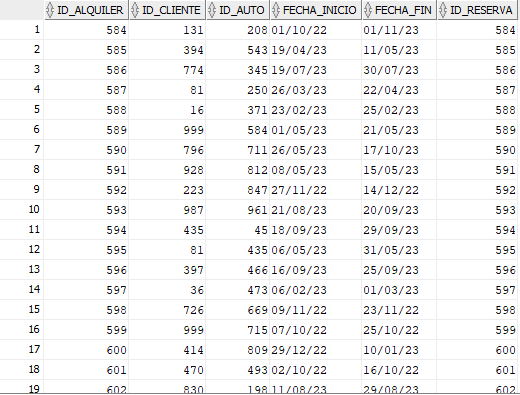 ID_ALQUILER ID_CLIENTE ID_AUTO FECHA_INICIO FECHA_FIN ID_RESERVA
1 584 131 208 01/10/22 01/11/23 584
2 585 394 543 19/04/23 11/05/23 585
3 586 774 345 19/07/23 30/07/23 586
4 587 81 250 26/03/23 22/04/23 587
5 588 16 371 23/02/23 25/02/23 588
6 589 999 584 01/05/23 21/05/23 589
7 590 796 711 26/05/23 17/10/23 590
8 591 928 812 08/05/23 15/05/23 591
9 592 223 847 27/11/22 14/12/22 592
10 593 987 961 21/08/23 20/09/23 593
11 594 435 45 18/09/23 29/09/23 594
12 595 81 435 06/05/23 31/05/23 595
13 596 397 466 16/09/23 25/09/23 596
14 597 36 473 06/02/23 01/03/23 597
15 598 726 669 09/11/22 23/11/22 598
16 599 999 715 07/10/22 25/10/22 599
17 600 414 809 29/12/22 10/01/23 600
18 601 470 493 02/10/22 16/10/22 601
19 602 830 198 11/08/23 29/08/23 602